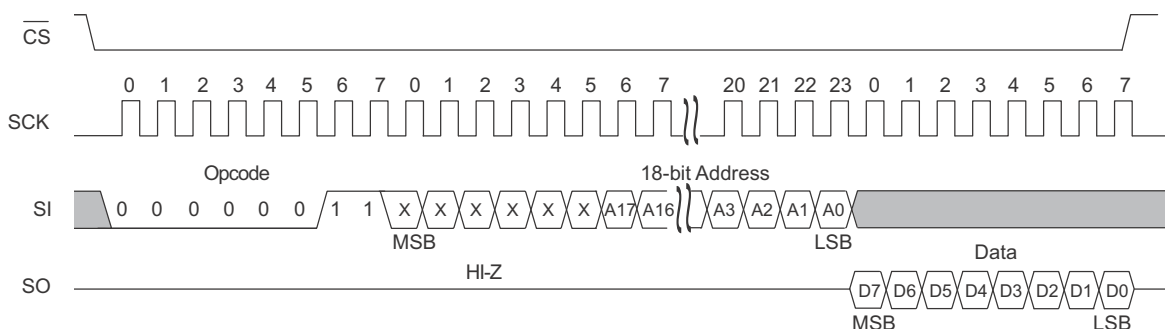 CS
0 1 2 3 4 5 6 7 0 1 2 3 4 5 6 7 20 21 22 23 0 1 2 3 4 5 6 7
SCK
Opcode 18-bit Address
SI 0 0 0 0 0 0 1 1 X X X X X X A17 A16 A3 A2 A1 A0
MSB LSB
HI-Z Data
SO D7 D6 D5 D4 D3 D2 D1 D0
MSB LSB